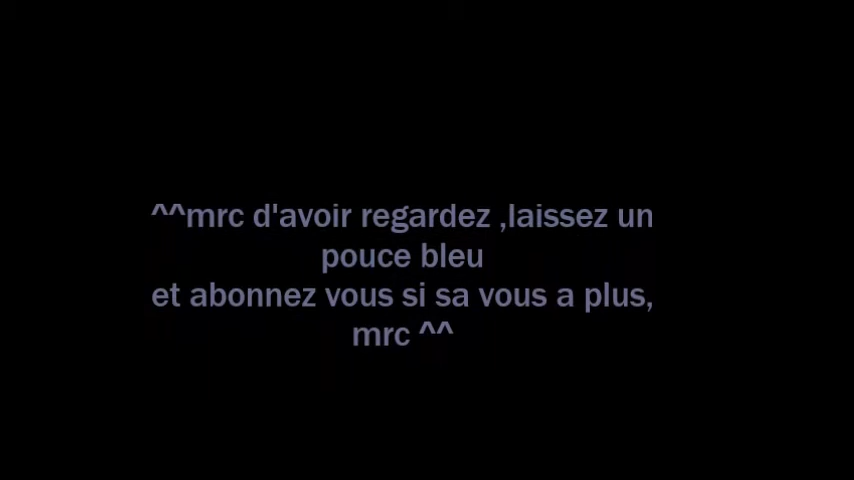 ^^mrc d'avoir regardez ,laissez un
pouce bleu
et abonnez vous si sa vous a plus,
mrc ^^